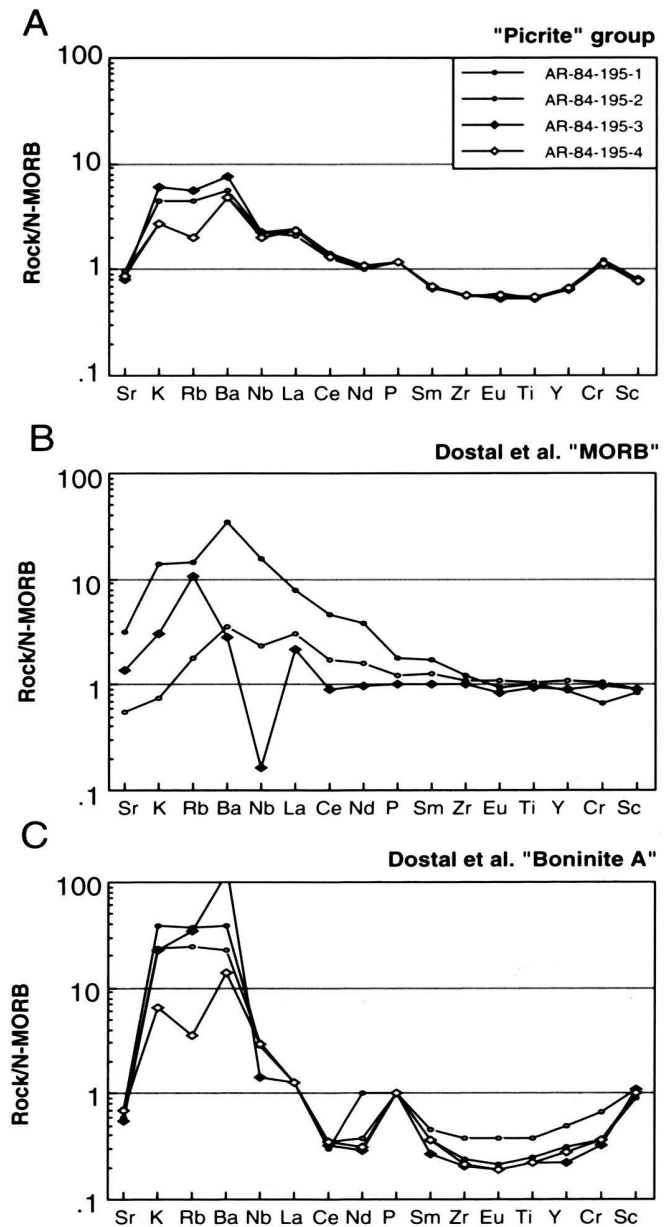 A
"Picrite" group
100
AR-84-195-1
AR-84-195-2
AR-84-195-3
AR-84-195-4
10
Rock/N-MORB
1
.1
Sr K Rb Ba Nb La Ce Nd P Sm Zr Eu Ti Y Cr Sc
B
Dostal et al. "MORB"
100
10
Rock/N-MORB
1
.1
Sr K Rb Ba Nb La Ce Nd P Sm Zr Eu Ti Y Cr Sc
C
Dostal et al. "Boninite A"
100
10
Rock/N-MORB
1
.1
Sr K Rb Ba Nb La Ce Nd P Sm Zr Eu Ti Y Cr Sc